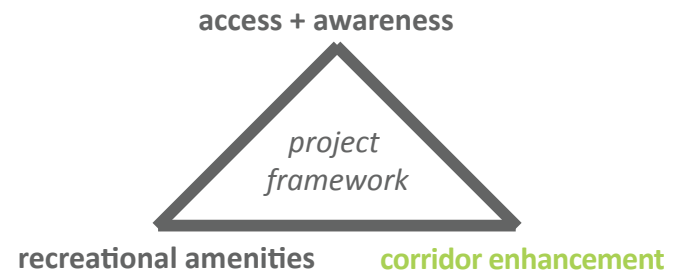 access + awareness
project
framework
recreational amenities
corridor enhancement